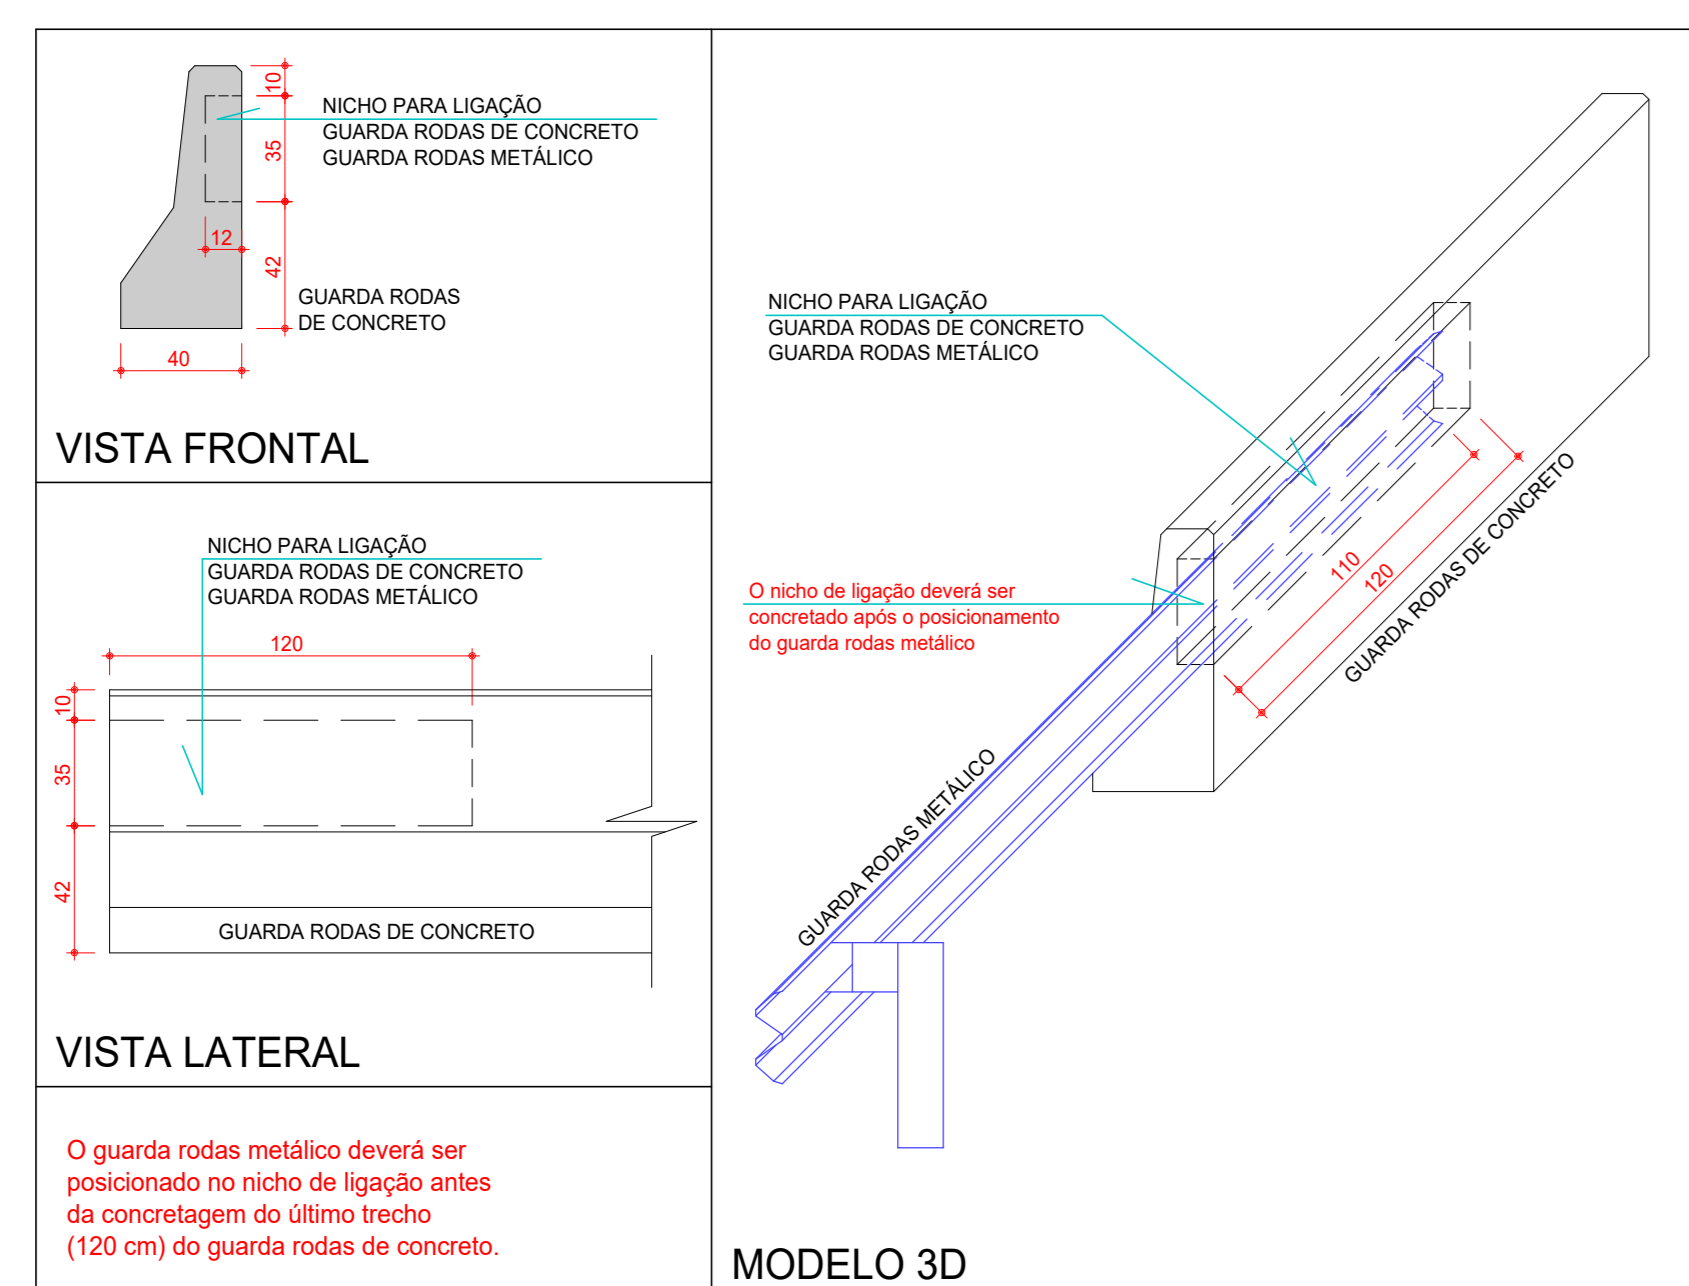 10
NICHO PARA LIGAÇÃO
GUARDA RODAS DE CONCRETO
GUARDA RODAS METÁLICO
35
12
42
GUARDA RODAS
DE CONCRETO
40
VISTA FRONTAL
NICHO PARA LIGAÇÃO
GUARDA RODAS DE CONCRETO
GUARDA RODAS METÁLICO
120
10
35
42
GUARDA RODAS DE CONCRETO
VISTA LATERAL
O guarda rodas metálico deverá ser
posicionado no nicho de ligação antes
da concretagem do último trecho
(120 cm) do guarda rodas de concreto.
NICHO PARA LIGAÇÃO
GUARDA RODAS DE CONCRETO
GUARDA RODAS METÁLICO
O nicho de ligação deverá ser
concretado após o posicionamento
do guarda rodas metálico
110
120
GUARDA RODAS DE CONCRETO
GUARDA RODAS METÁLICO
MODELO 3D